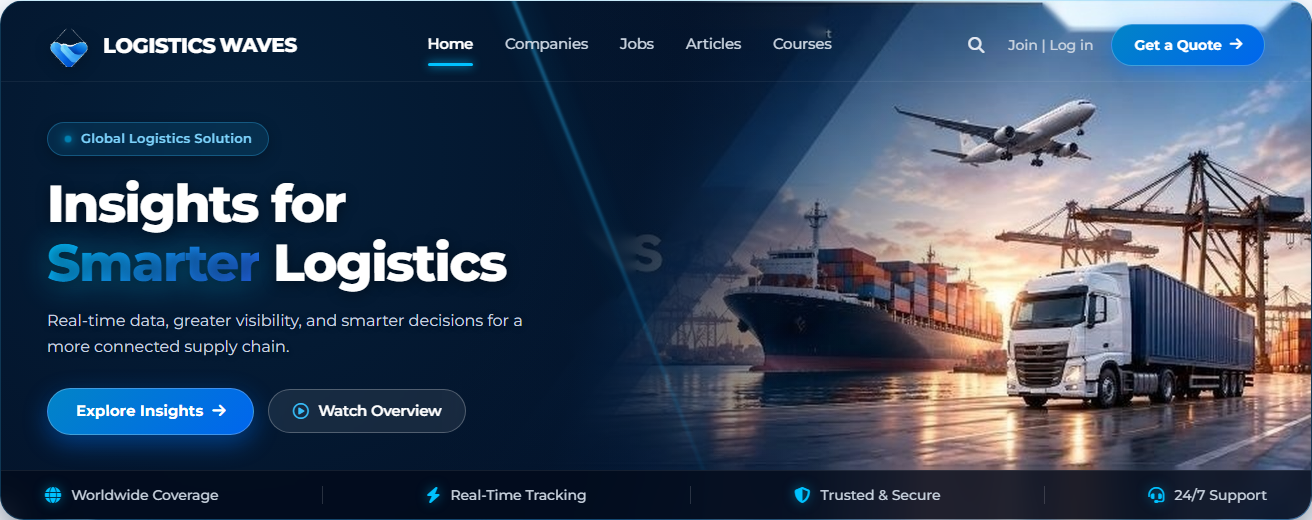 LOGISTICS WAVES
Home Companies Jobs Articles Courses
Join | Log in
Get a Quote
Global Logistics Solution
Insights for
Smarter Logistics
Real-time data, greater visibility, and smarter decisions for a
more connected supply chain.
Explore Insights
Watch Overview
Worldwide Coverage
Real-Time Tracking
Trusted & Secure
24/7 Support